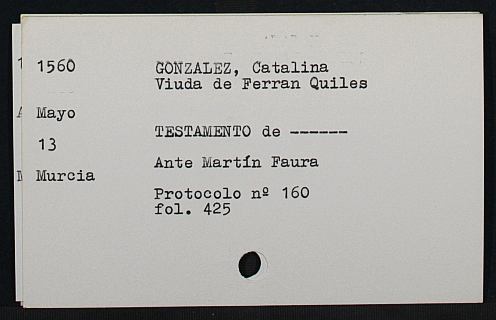 1560
GONZALEZ, Catalina
Viuda de Ferran Quiles
Mayo
13
TESTAMENTO de ------
Ante Martín Faura
Murcia
Protocolo nº 160
fol. 425